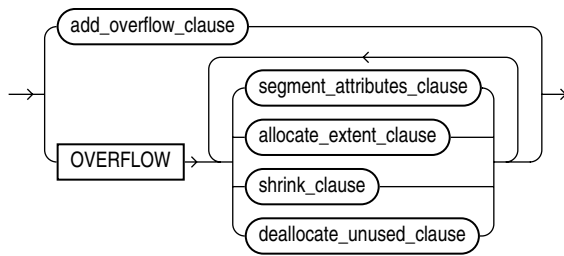 add_overflow_clause
segment_attributes_clause
allocate_extent_clause
OVERFLOW
shrink_clause
deallocate_unused_clause